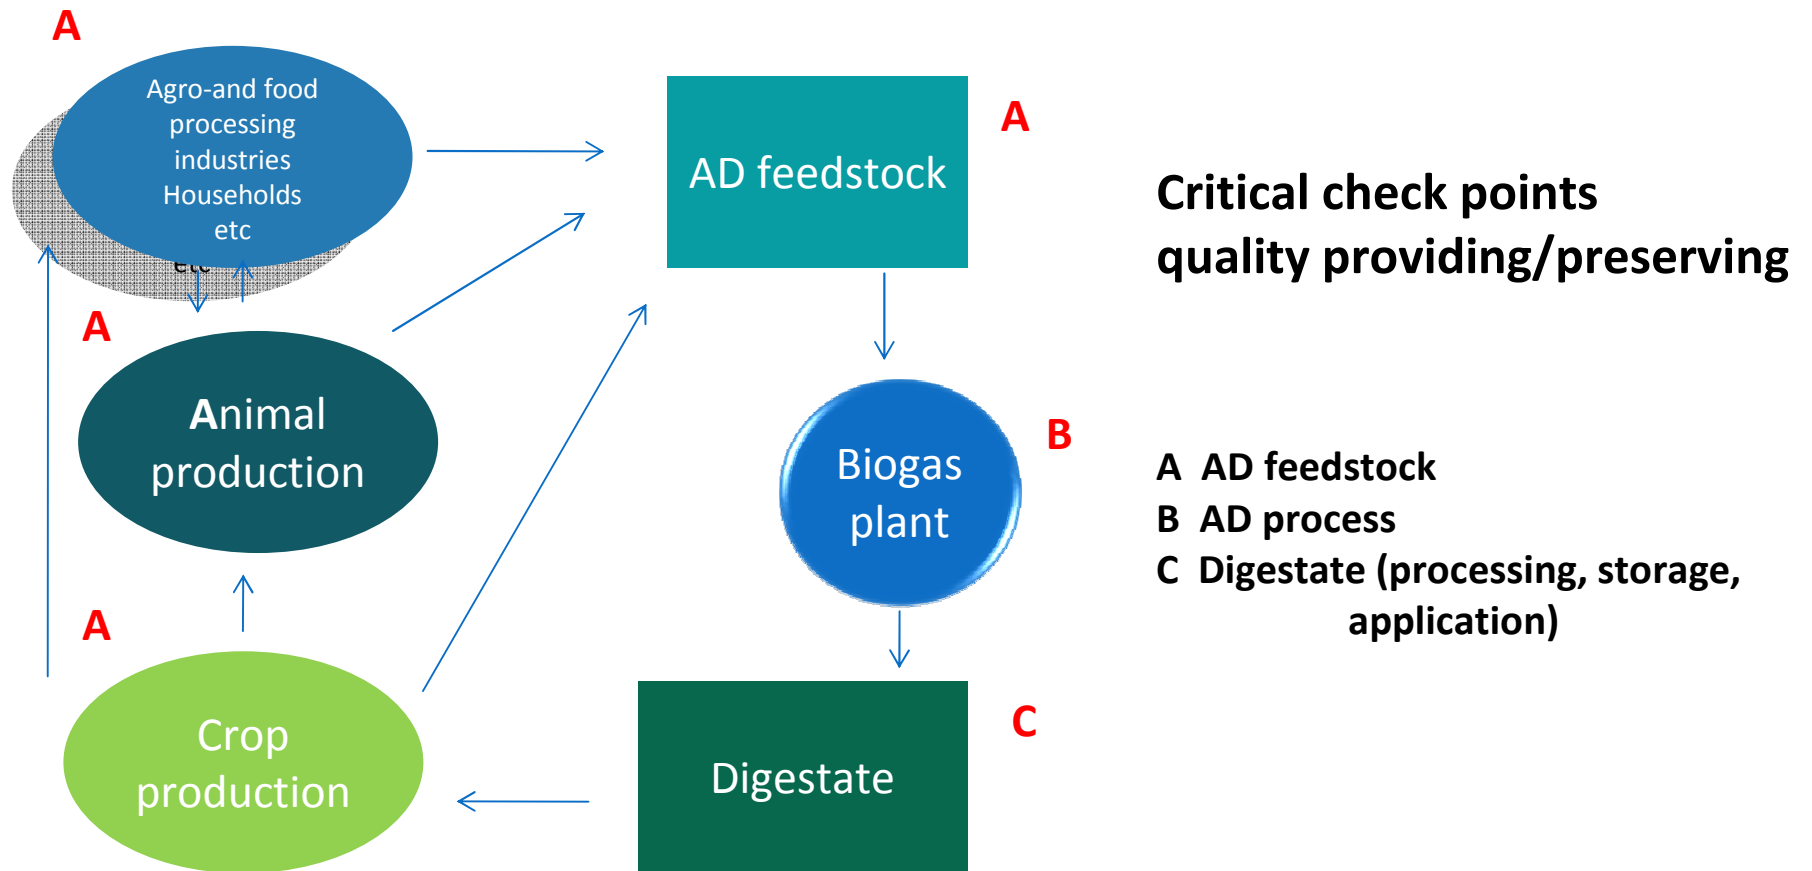 A
Agro-and food
processing
industries
Households
etc
etc
A
Animal
production
A
Crop
production
AD feedstock
A
Biogas
plant
B
Digestate
C
Critical check points
quality providing/preserving
A AD feedstock
B AD process
C Digestate (processing, storage,
application)